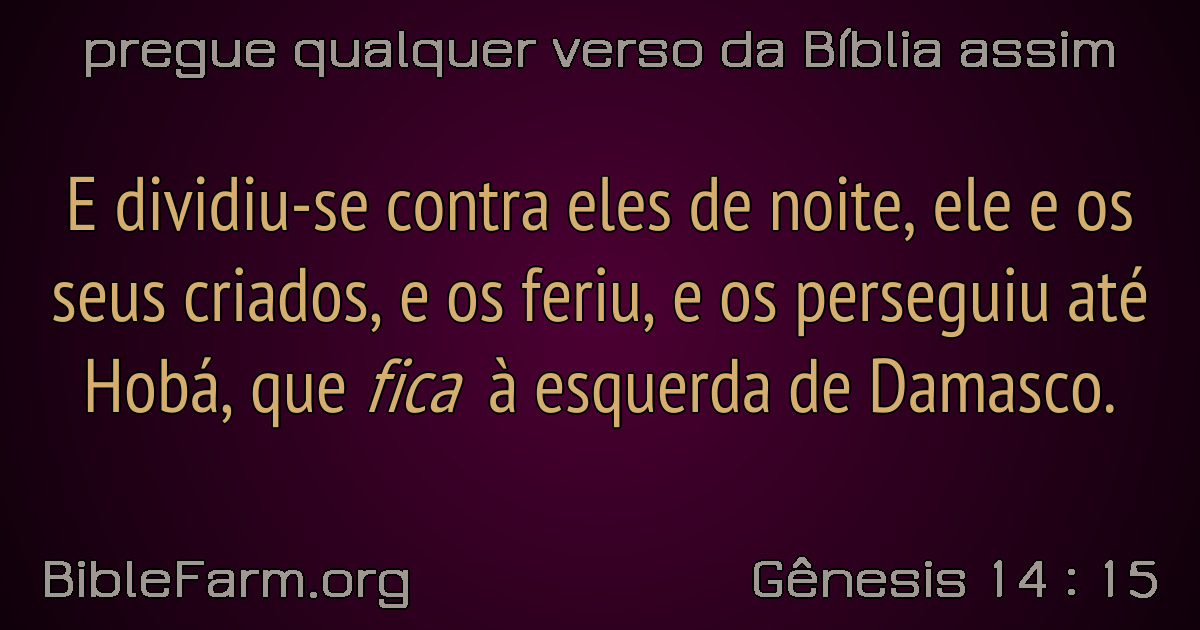 pregue qualquer verso da Bíblia assim
E dividiu-se contra eles de noite, ele e os
seus criados, e os feriu, e os perseguiu até
Hobá, que fica à esquerda de Damasco.
BibleFarm.org
Gênesis 14 : 15